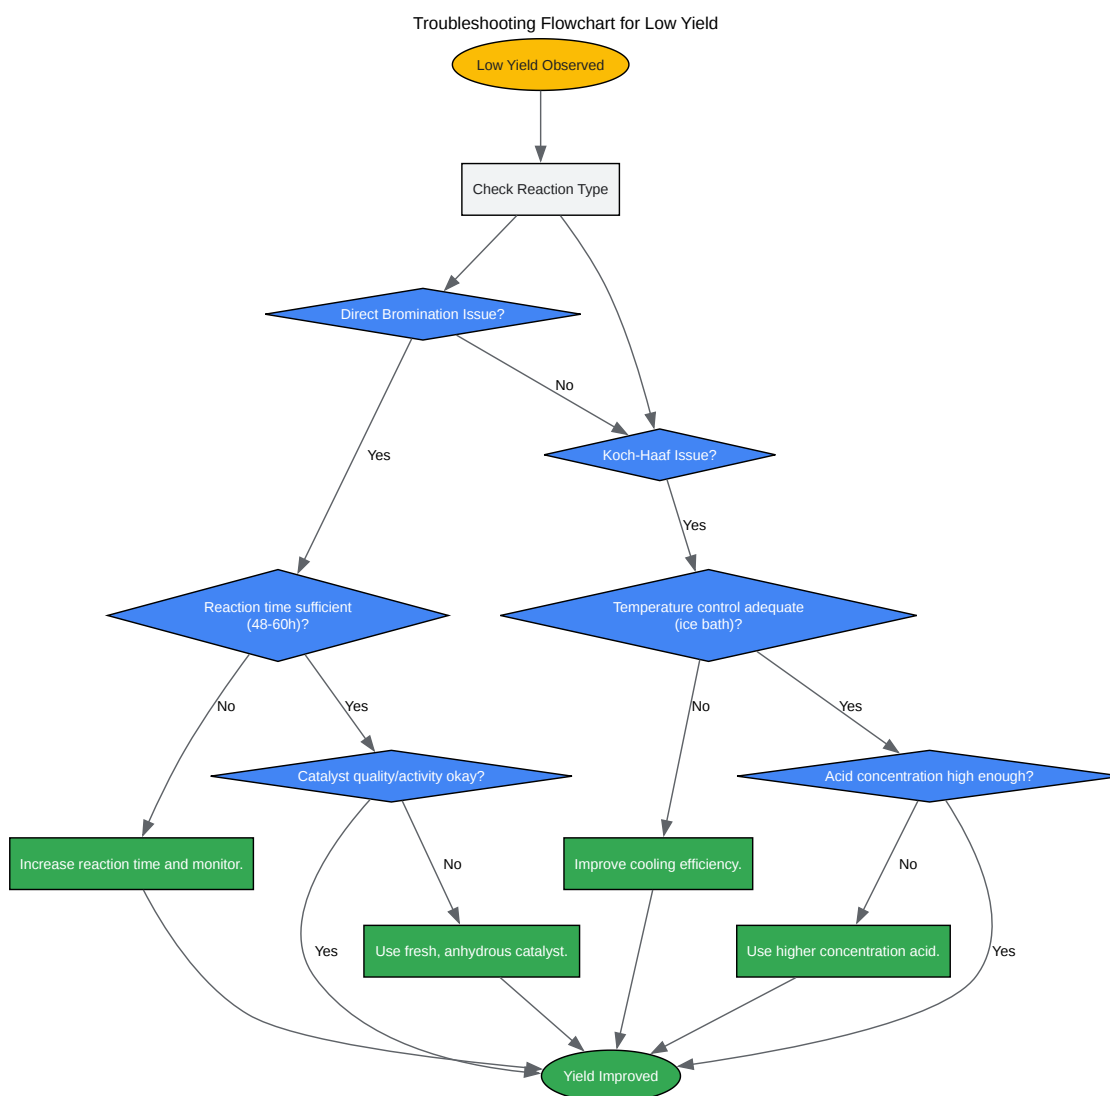 Troubleshooting Flowchart for Low Yield
Low Yield Observed
Check Reaction Type
Direct Bromination Issue?
No
Yes
Koch-Haaf Issue?
Yes
Reaction time sufficient
(48-60h)?
Temperature control adequate
(ice bath)?
No
Yes
No
Yes
Catalyst quality/activity okay?
Acid concentration high enough?
Increase reaction time and monitor.
No
Improve cooling efficiency.
No
Yes
Use fresh, anhydrous catalyst.
Use higher concentration acid.
Yes
Yield Improved